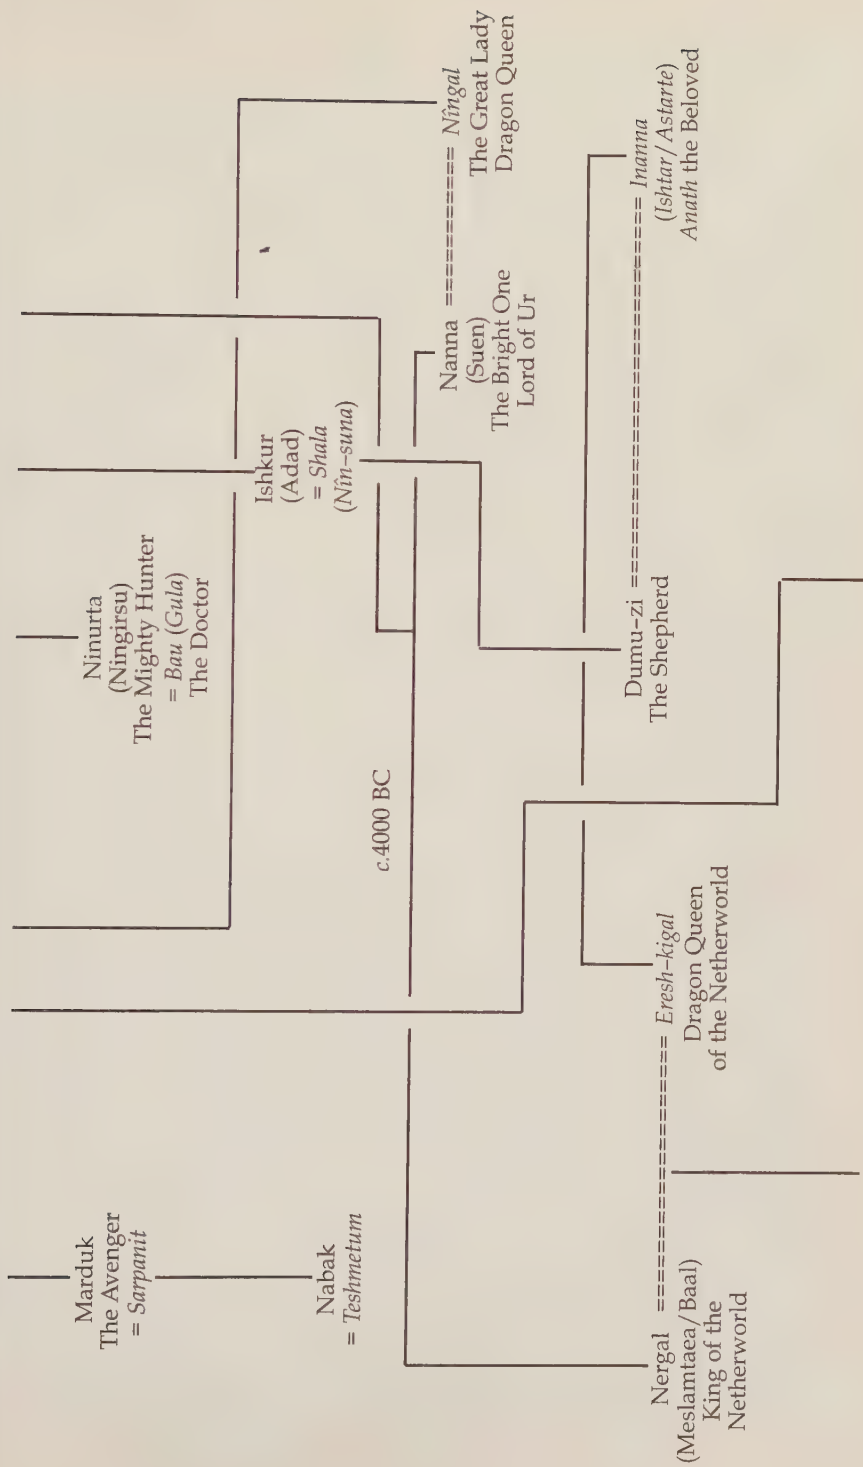 Marduk
The Avenger
= Sarpanit
Nabak
= Teshmetum
Ninurta
(Ningirsu)
The Mighty Hunter
= Bau (Gula)
The Doctor
Ishkur
(Adad)
= Shala
(Nîn-suna)
c.4000 BC
Nanna ========== Nîngal
(Suen)
The Bright One
Lord of Ur
The Great Lady
Dragon Queen
Nergal ==================== Eresh-kigal
(Meslamtaea/Baal)
King of the
Netherworld
Dragon Queen
of the Netherworld
Dumu-zi ========================== Inanna
The Shepherd
(Ishtar/Astarte)
Anath the Beloved